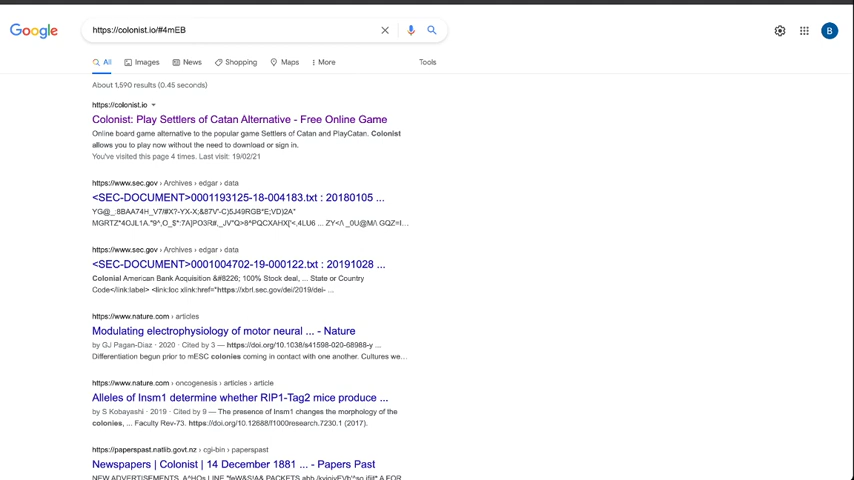 Google
https://colonist.io/#4mEB
B
All
Images
News
Shopping
Maps
More
Tools
About 1,590 results (0.45 seconds)
https://colonist.io
Colonist: Play Settlers of Catan Alternative - Free Online Game
Online board game alternative to the popular game Settlers of Catan and PlayCatan. Colonist
allows you to play now without the need to download or sign in.
You've visited this page 4 times. Last visit: 19/02/21
https://www.sec.gov › Archives › edgar › data
<SEC-DOCUMENT>0001193125-18-004183.txt : 20180105 ...
https://www.sec.gov › Archives › edgar › data
<SEC-DOCUMENT>0001004702-19-000122.txt : 20191028 ...
Colonial American Bank Acquisition &#8226; 100% Stock deal, ... State or Country
Code</link:label> <link:loc xlink:href="https://xbrl.sec.gov/dei/2019/dei- ...
https://www.nature.com › articles
Modulating electrophysiology of motor neural ... - Nature
by GJ Pagan-Diaz · 2020 · Cited by 3 — https://doi.org/10.1038/s41598-020-68988-y ...
Differentiation begun prior to mESC colonies coming in contact with one another. Cultures we...
https://www.nature.com › oncogenesis › articles › article
Alleles of Insm1 determine whether RIP1-Tag2 mice produce ...
by S Kobayashi · 2019 · Cited by 9 — The presence of Insm1 changes the morphology of the
colonies, ... Faculty Rev-73. https://doi.org/10.12688/f1000research.7230.1 (2017).
https://paperspast.natlib.govt.nz › cgi-bin › paperspast
Newspapers | Colonist | 14 December 1881 ... - Papers Past